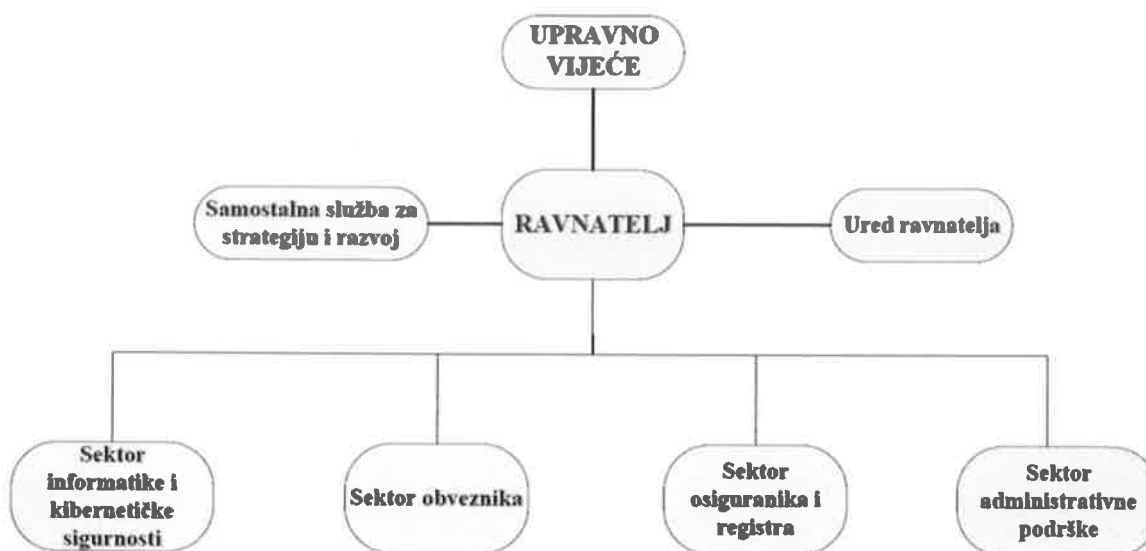 UPRAVNO
VIJEĆE
Samostalna služba za
strategiju i razvoj
RAVNATELJ
Ured ravnatelja
Sektor
informatike i
kibernetičke
sigurnosti
Sektor obveznika
Sektor
osiguranika i
registra
Sektor
administrativne
podrške